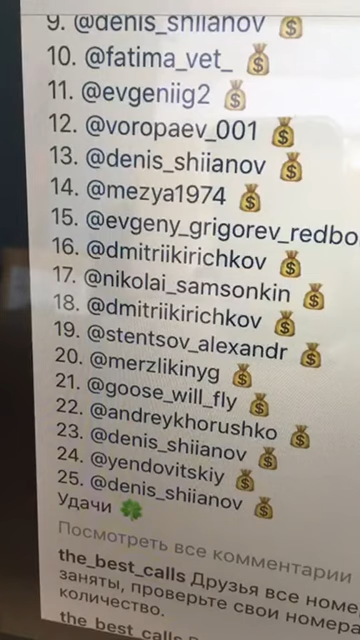 9. @denis_shiianov 💰
10. @fatima_vet_ 💰
11. @evgeniig2 💰
12. @voropaev_001 💰
13. @denis_shiianov 💰
14. @mezya1974 💰
15. @evgeny_grigorev_redbo
16. @dmitriikirichkov 💰
17. @nikolai_samsonkin 💰
18. @dmitriikirichkov 💰
19. @stentsov_alexandr 💰
20. @merzlikinyg 💰
21. @goose_will_fly 💰
22. @andreykhorushko 💰
23. @denis_shiianov 💰
24. @yendovitskiy 💰
25. @denis_shiianov 💰
Удачи 🍀
Посмотреть все комментарии
the_best_calls Друзья все номе
заняты, проверьте свои номера
количество.
the_best_calls